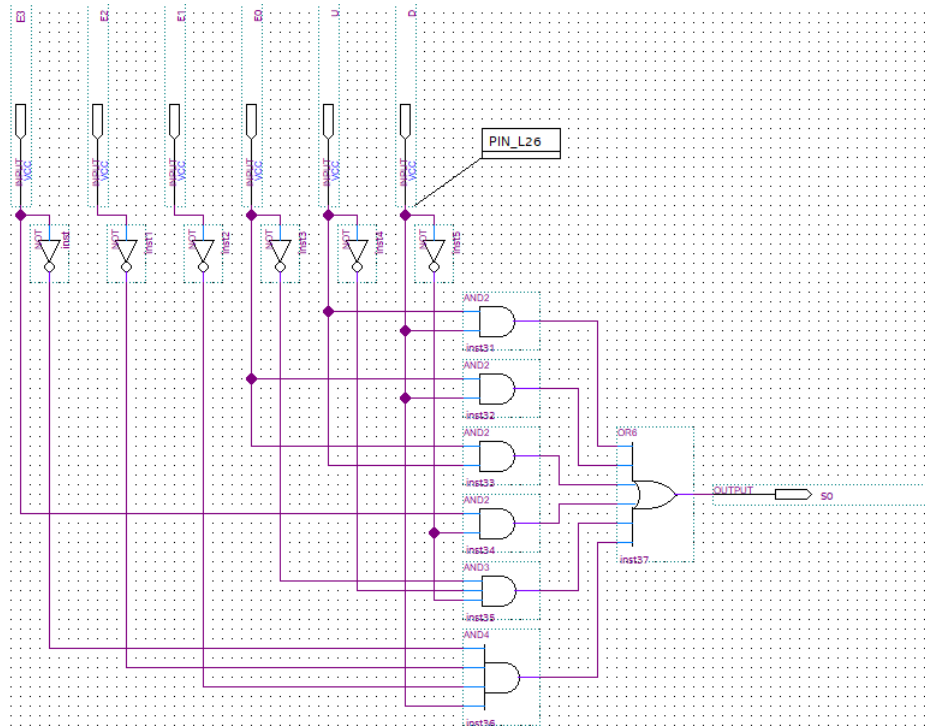 E3
E2
E1
E0
U
D
PIN_L26
INPUT
VCC
INPUT
VCC
INPUT
VCC
INPUT
VCC
INPUT
VCC
INPUT
VCC
NOT
inst
NOT
inst1
NOT
inst2
NOT
inst3
NOT
inst4
NOT
inst5
AND2
inst31
AND2
inst32
AND2
inst33
AND2
inst34
AND3
inst35
AND4
inst36
OR6
inst37
OUTPUT
S0